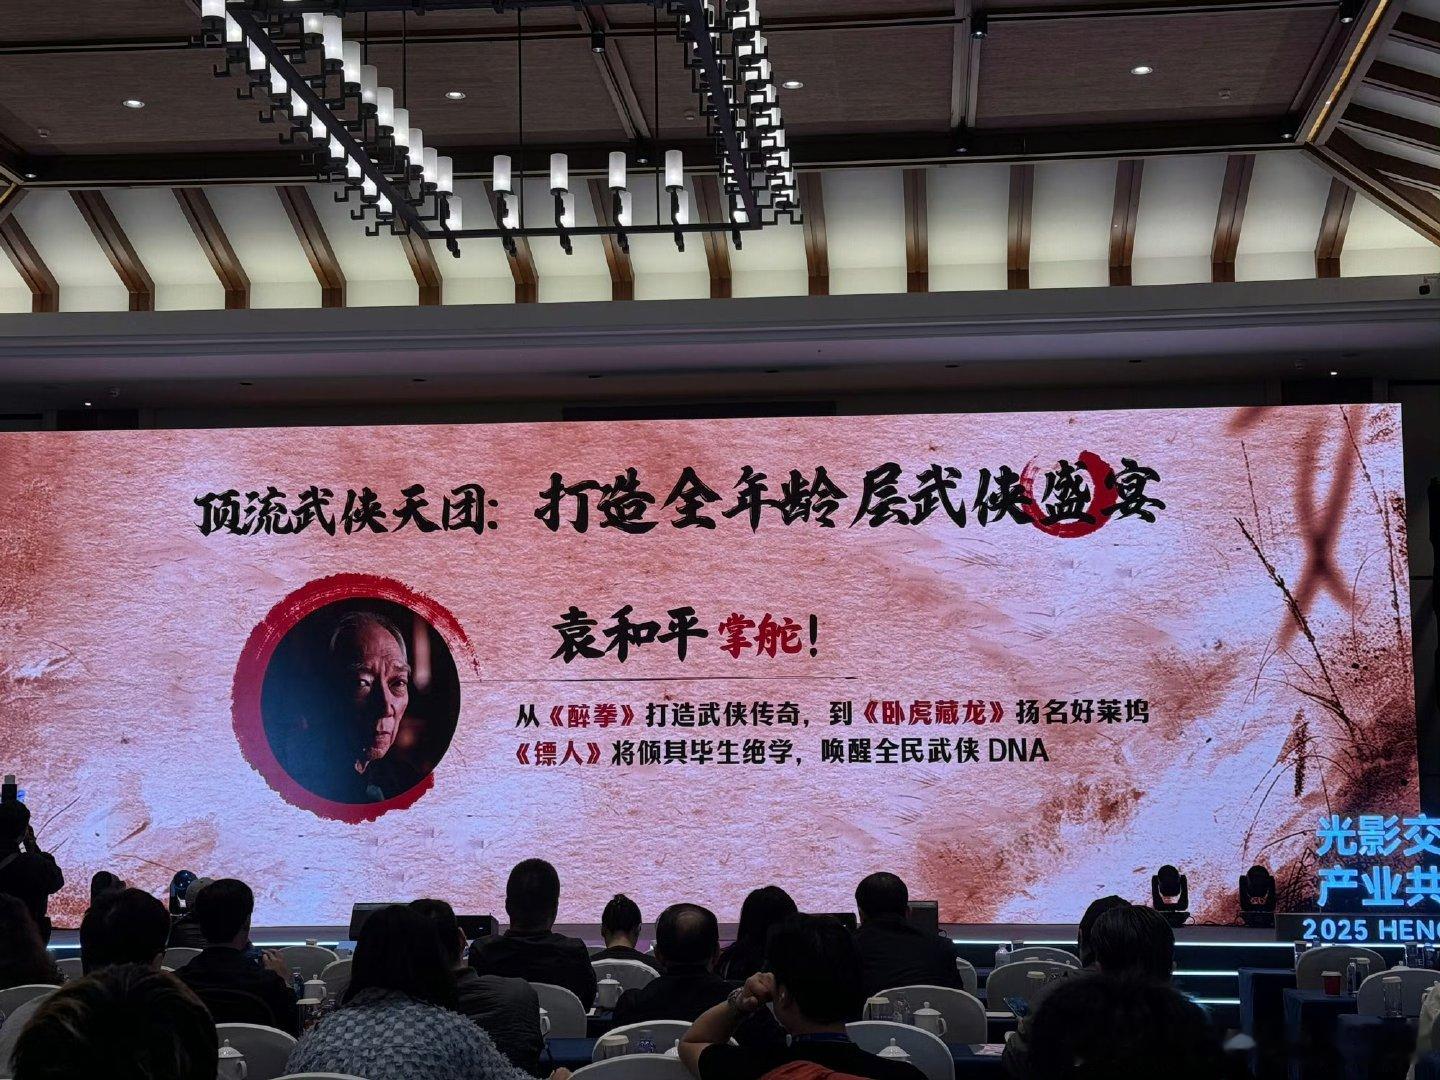 顶流武侠天团：打造全年龄层武侠盛宴
袁和平掌舵！
从《醉拳》打造武侠传奇，到《卧虎藏龙》扬名好莱坞
《镖人》将倾其毕生绝学，唤醒全民武侠 DNA
光影交
产业共
2025 HENG